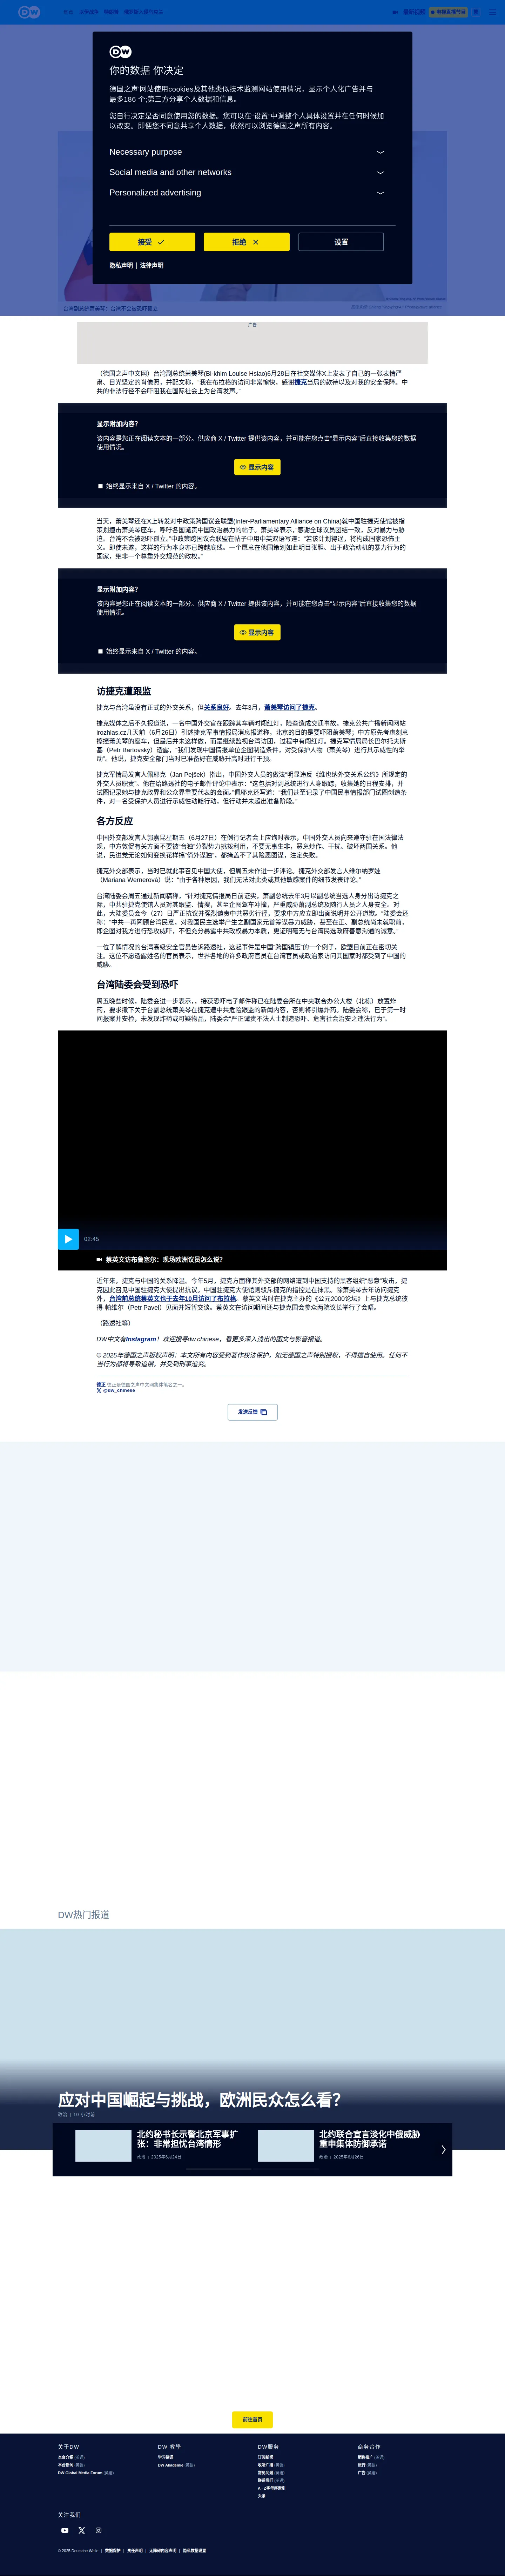 DW
你的数据 你决定
德国之声¨网站使用cookies及其他类似技术监测网站使用情况，显示个人化广告并与
最多186 个;第三方分享个人数据和信息。
您自行决定是否同意使用您的数据。您可以在“设置”中调整个人具体设置并在任何时候加
以改变。即便您不同意共享个人数据，依然可以浏览德国之声所有内容。
Necessary purpose
Social media and other networks
Personalized advertising
接受
拒绝
设置
隐私声明 | 法律声明
台湾副总统萧美琴：台湾不会被恐吓孤立
广告
（德国之声中文网）台湾副总统萧美琴(Bi-khim Louise Hsiao)6月28日在社交媒体X上发表了自己的一张表情严
肃、目光坚定的肖像照，并配文称，“我在布拉格的访问非常愉快，感谢捷克当局的款待以及对我的安全保障。中
共的非法行径不会吓阻我在国际社会上为台湾发声。”
显示附加内容?
该内容是您正在阅读文本的一部分。供应商 X / Twitter 提供该内容，并可能在您点击“显示内容”后直接收集您的数据
使用情况。
显示内容
始终显示来自 X / Twitter 的内容。
当天，萧美琴还在X上转发对中政策跨国议会联盟(Inter-Parliamentary Alliance on China)就中国驻捷克使馆被指
策划撞击萧美琴座车，呼吁各国谴责中国政治暴力的帖子。萧美琴表示，“感谢全球议员团结一致，反对暴力与胁
迫。台湾不会被恐吓孤立。”中政策跨国议会联盟在帖子中用中英双语写道：“若该计划得逞，将构成国家恐怖主
义。即使未遂，这样的行为本身亦已跨越底线。一个愿意在他国策划如此明目张胆、出于政治动机的暴力行为的
国家，绝非一个尊重外交规范的政权。”
显示附加内容?
该内容是您正在阅读文本的一部分。供应商 X / Twitter 提供该内容，并可能在您点击“显示内容”后直接收集您的数据
使用情况。
显示内容
始终显示来自 X / Twitter 的内容。
访捷克遭跟监
捷克与台湾虽没有正式的外交关系，但关系良好。去年3月，萧美琴访问了捷克。
捷克媒体之后不久报道说，一名中国外交官在跟踪其车辆时闯红灯，险些造成交通事故。捷克公共广播新闻网站
irozhlas.cz几天前（6月26日）引述捷克军事情报局消息报道称，北京的目的是要吓阻萧美琴；中方原先考虑刻意
擦撞萧美琴的座车，但最后并未这样做，而是继续监视台湾访团，过程中有闯红灯。捷克军情局局长巴尔托夫斯
基（Petr Bartovský）透露，“我们发现中国情报单位企图制造条件，对受保护人物（萧美琴）进行具示威性的举
动”。他说，捷克安全部门当时已准备好在威胁升高时进行干预。
捷克军情局发言人佩耶克（Jan Pejšek）指出，中国外交人员的做法“明显违反《维也纳外交关系公约》所规定的
外交人员职责”。他在给路透社的电子邮件评论中表示：“这包括对副总统进行人身跟踪，收集她的日程安排，并
试图记录她与捷克政界和公众界重要代表的会面。”佩耶克还写道：“我们甚至记录了中国民事情报部门试图创造条
件，对一名受保护人员进行示威性动能行动，但行动并未超出准备阶段。”
各方反应
中国外交部发言人郭嘉昆星期五（6月27日）在例行记者会上应询时表示，中国外交人员向来遵守驻在国法律法
规，中方敦促有关方面不要被“台独”分裂势力挑拨利用，不要无事生非，恶意炒作、干扰、破坏两国关系。他
说，民进党无论如何变换花样搞“倚外谋独”，都掩盖不了其险恶图谋，注定失败。
捷克外交部表示，当时已就此事召见中国大使，但周五未作进一步评论。捷克外交部发言人维尔纳罗娃
（Mariana Wernerová）说：“由于各种原因，我们无法对此类或其他敏感案件的细节发表评论。”
台湾陆委会周五通过新闻稿称，“针对捷克情报局日前证实，萧副总统去年3月以副总统当选人身分出访捷克之
际，中共驻捷克使馆人员对其跟监、情搜，甚至企图驾车冲撞，严重威胁萧副总统及随行人员之人身安全。对
此，大陆委员会今（27）日严正抗议并强烈谴责中共恶劣行径，要求中方应立即出面说明并公开道歉。”陆委会还
称：“中共一再罔顾台湾民意，对我国民主选举产生之副国家元首筹谋暴力威胁，甚至在正、副总统尚未就职前，
即企图对我方进行恐攻威吓，不但充分暴露中共政权暴力本质，更证明毫无与台湾民选政府善意沟通的诚意。”
一位了解情况的台湾高级安全官员告诉路透社，这起事件是中国“跨国镇压”的一个例子，欧盟目前正在密切关
注。这位不愿透露姓名的官员表示，世界各地的许多政府官员在台湾官员或政治家访问其国家时都受到了中国的
威胁。
台湾陆委会受到恐吓
周五晚些时候，陆委会进一步表示，，接获恐吓电子邮件称已在陆委会所在中央联合办公大楼（北栋）放置炸
药，要求撤下关于台副总统萧美琴在捷克遭中共危险跟监的新闻内容，否则将引爆炸药。陆委会称，已于第一时
间报案并安检，未发现炸药或可疑物品，陆委会“严正谴责不法人士制造恐吓、危害社会治安之违法行为”。
02:45
蔡英文访布鲁塞尔：现场欧洲议员怎么说？
近年来，捷克与中国的关系降温。今年5月，捷克方面称其外交部的网络遭到中国支持的黑客组织“恶意”攻击，捷
克因此召见中国驻捷克大使提出抗议。中国驻捷克大使馆则驳斥捷克的指控是在抹黑。除萧美琴去年访问捷克
外，台湾前总统蔡英文也于去年10月访问了布拉格。蔡英文当时在捷克主办的《公元2000论坛》上与捷克总统彼
得·帕维尔（Petr Pavel）见面并短暂交谈。蔡英文在访问期间还与捷克国会参众两院议长举行了会晤。
（路透社等）
DW中文有Instagram！欢迎搜寻dw.chinese，看更多深入浅出的图文与影音报道。
© 2025年德国之声版权声明：本文所有内容受到著作权法保护，如无德国之声特别授权，不得擅自使用。任何不
当行为都将导致追偿，并受到刑事追究。
德正 德正是德国之声中文网集体笔名之一。
@dw_chinese
发送反馈
DW热门报道
应对中国崛起与挑战，欧洲民众怎么看？
政治 | 10 小时前
北约秘书长示警北京军事扩
张：非常担忧台湾情形
政治 | 2025年6月24日
北约联合宣言淡化中俄威胁
重申集体防御承诺
政治 | 2025年6月26日
前往首页
关于DW
本台介绍 (英语)
本台新闻 (英语)
DW Global Media Forum (英语)
DW 教学
学习德语
DW Akademie (英语)
DW服务
订阅新闻
收听广播 (英语)
常见问题 (英语)
联系我们 (英语)
A - Z字母排索引
头条
商务合作
销售推广 (英语)
旅行 (英语)
广告 (英语)
关注我们
© 2025 Deutsche Welle | 数据保护 | 责任声明 | 无障碍内容声明 | 隐私数据设置